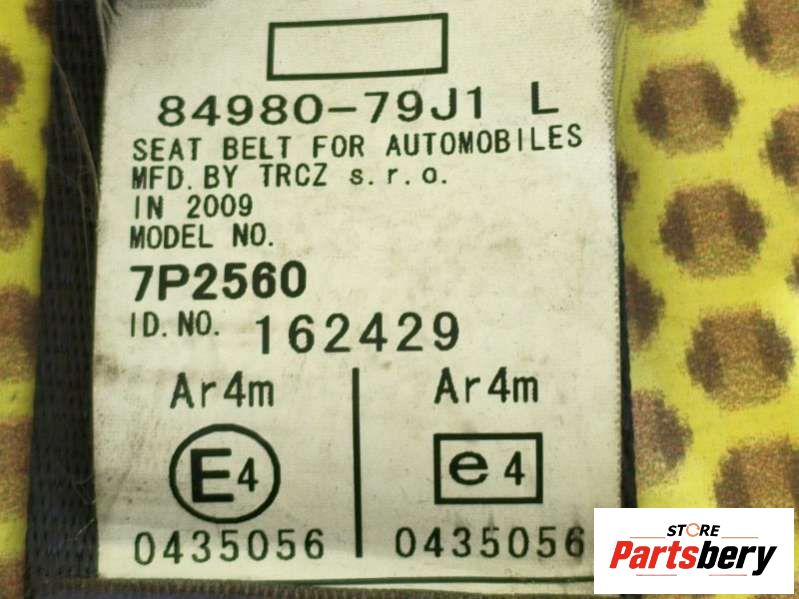 84980-79J1 L
SEAT BELT FOR AUTOMOBILES
MFD. BY TRCZ s.r.o.
IN 2009
MODEL NO.
7P2560
ID. NO. 162429
Ar4m Ar4m
E4 e4
0435056 0435056
STORE
Partsbery